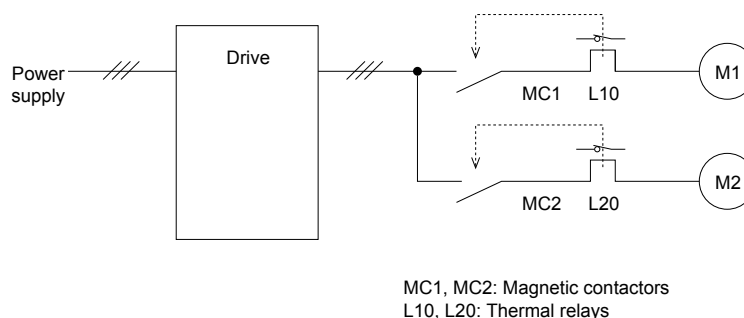 Power
supply
Drive
MC1 L10
M1
MC2 L20
M2
MC1, MC2: Magnetic contactors
L10, L20: Thermal relays